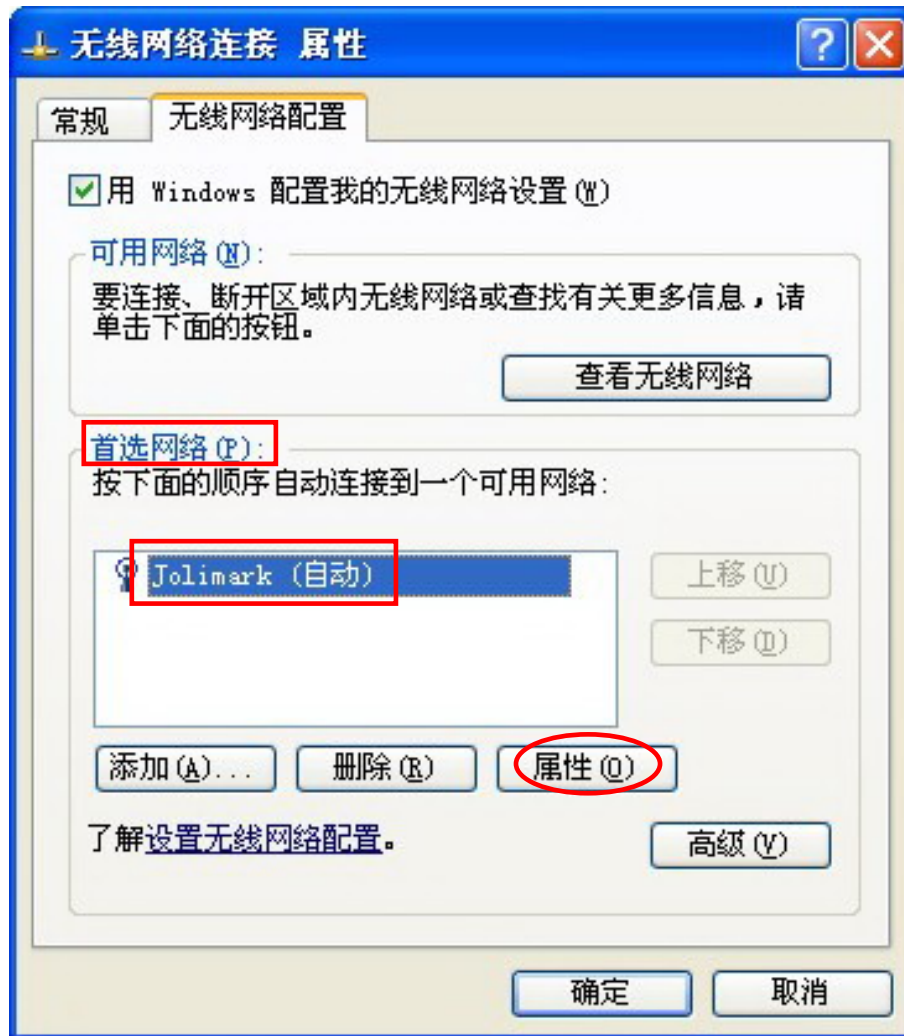 无线网络连接 属性
常规
无线网络配置
用 Windows 配置我的无线网络设置(W)
可用网络(N):
要连接、断开区域内无线网络或查找有关更多信息，请
单击下面的按钮。
查看无线网络
首选网络(P):
按下面的顺序自动连接到一个可用网络:
Jolimark (自动)
上移(U)
下移(D)
添加(A)...
删除(R)
属性(O)
了解设置无线网络配置。
高级(V)
确定
取消